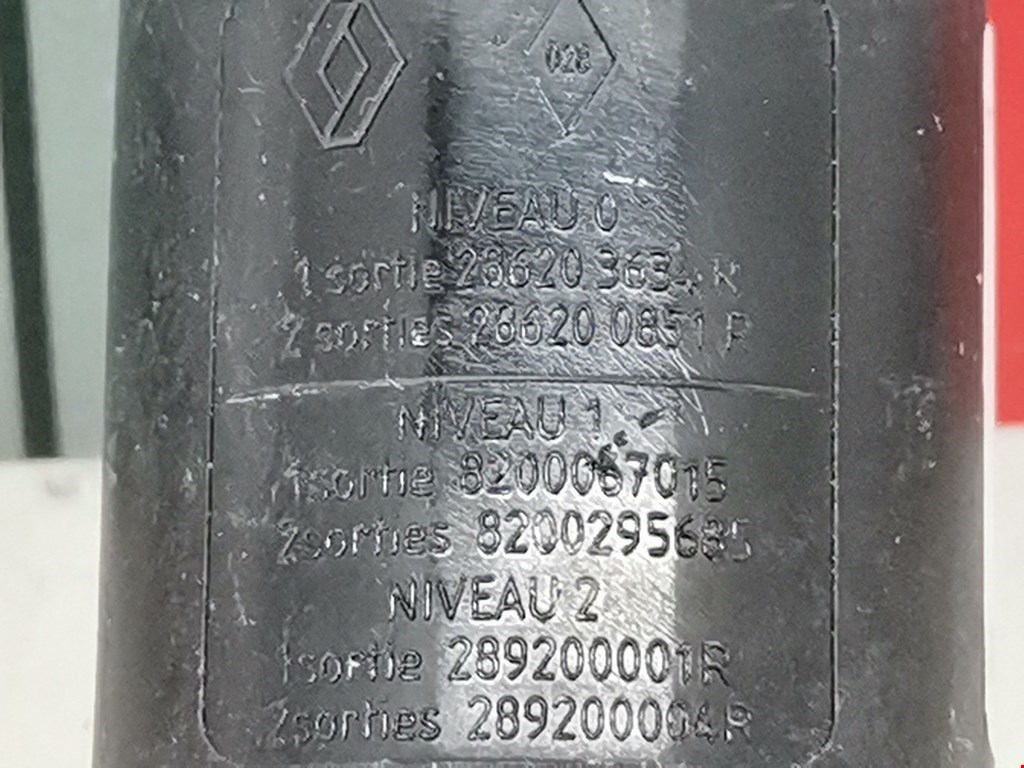 028
NIVEAU 0
1 sortie 28620 3634 R
2 sorties 28620 0851 R
NIVEAU 1
1sortie 8200067015
2sorties 8200295685
NIVEAU 2
1sortie 289200001R
2sorties 289200004R